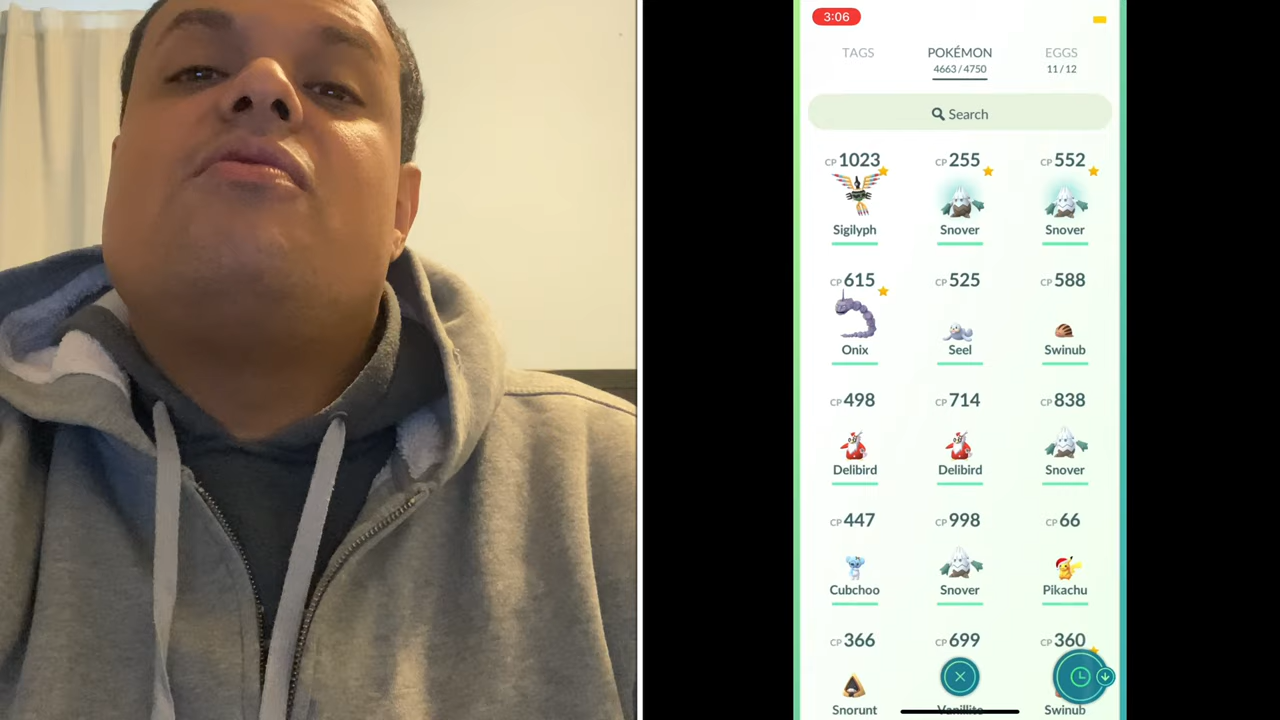 3:06
TAGS POKÉMON EGGS
4663 / 4750 11 / 12
Search
CP 1023 CP 255 CP 552
Sigilyph Snover Snover
CP 615 CP 525 CP 588
Onix Seel Swinub
CP 498 CP 714 CP 838
Delibird Delibird Snover
CP 447 CP 998 CP 66
Cubchoo Snover Pikachu
CP 366 CP 699 CP 360
Snorunt Vanillite Swinub